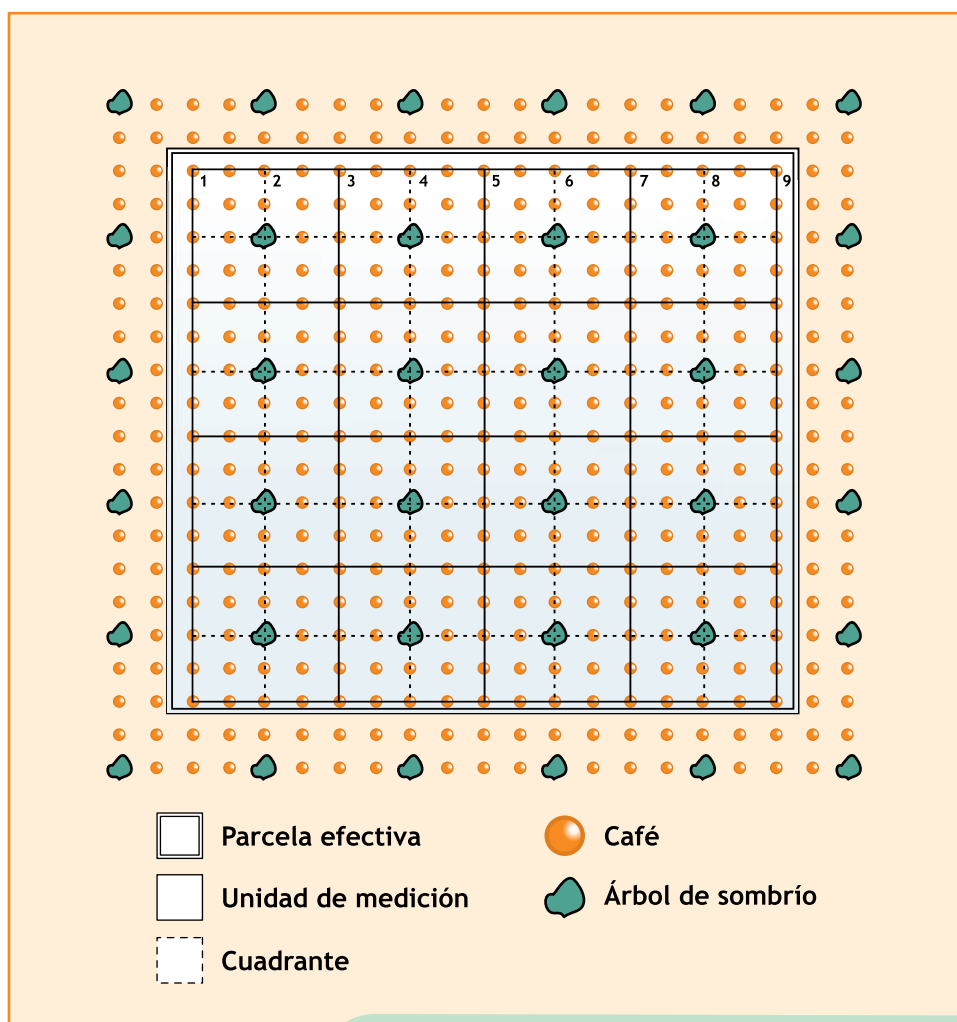 1 2 3 4 5 6 7 8 9
Parcela efectiva
Café
Unidad de medición
Árbol de sombrío
Cuadrante